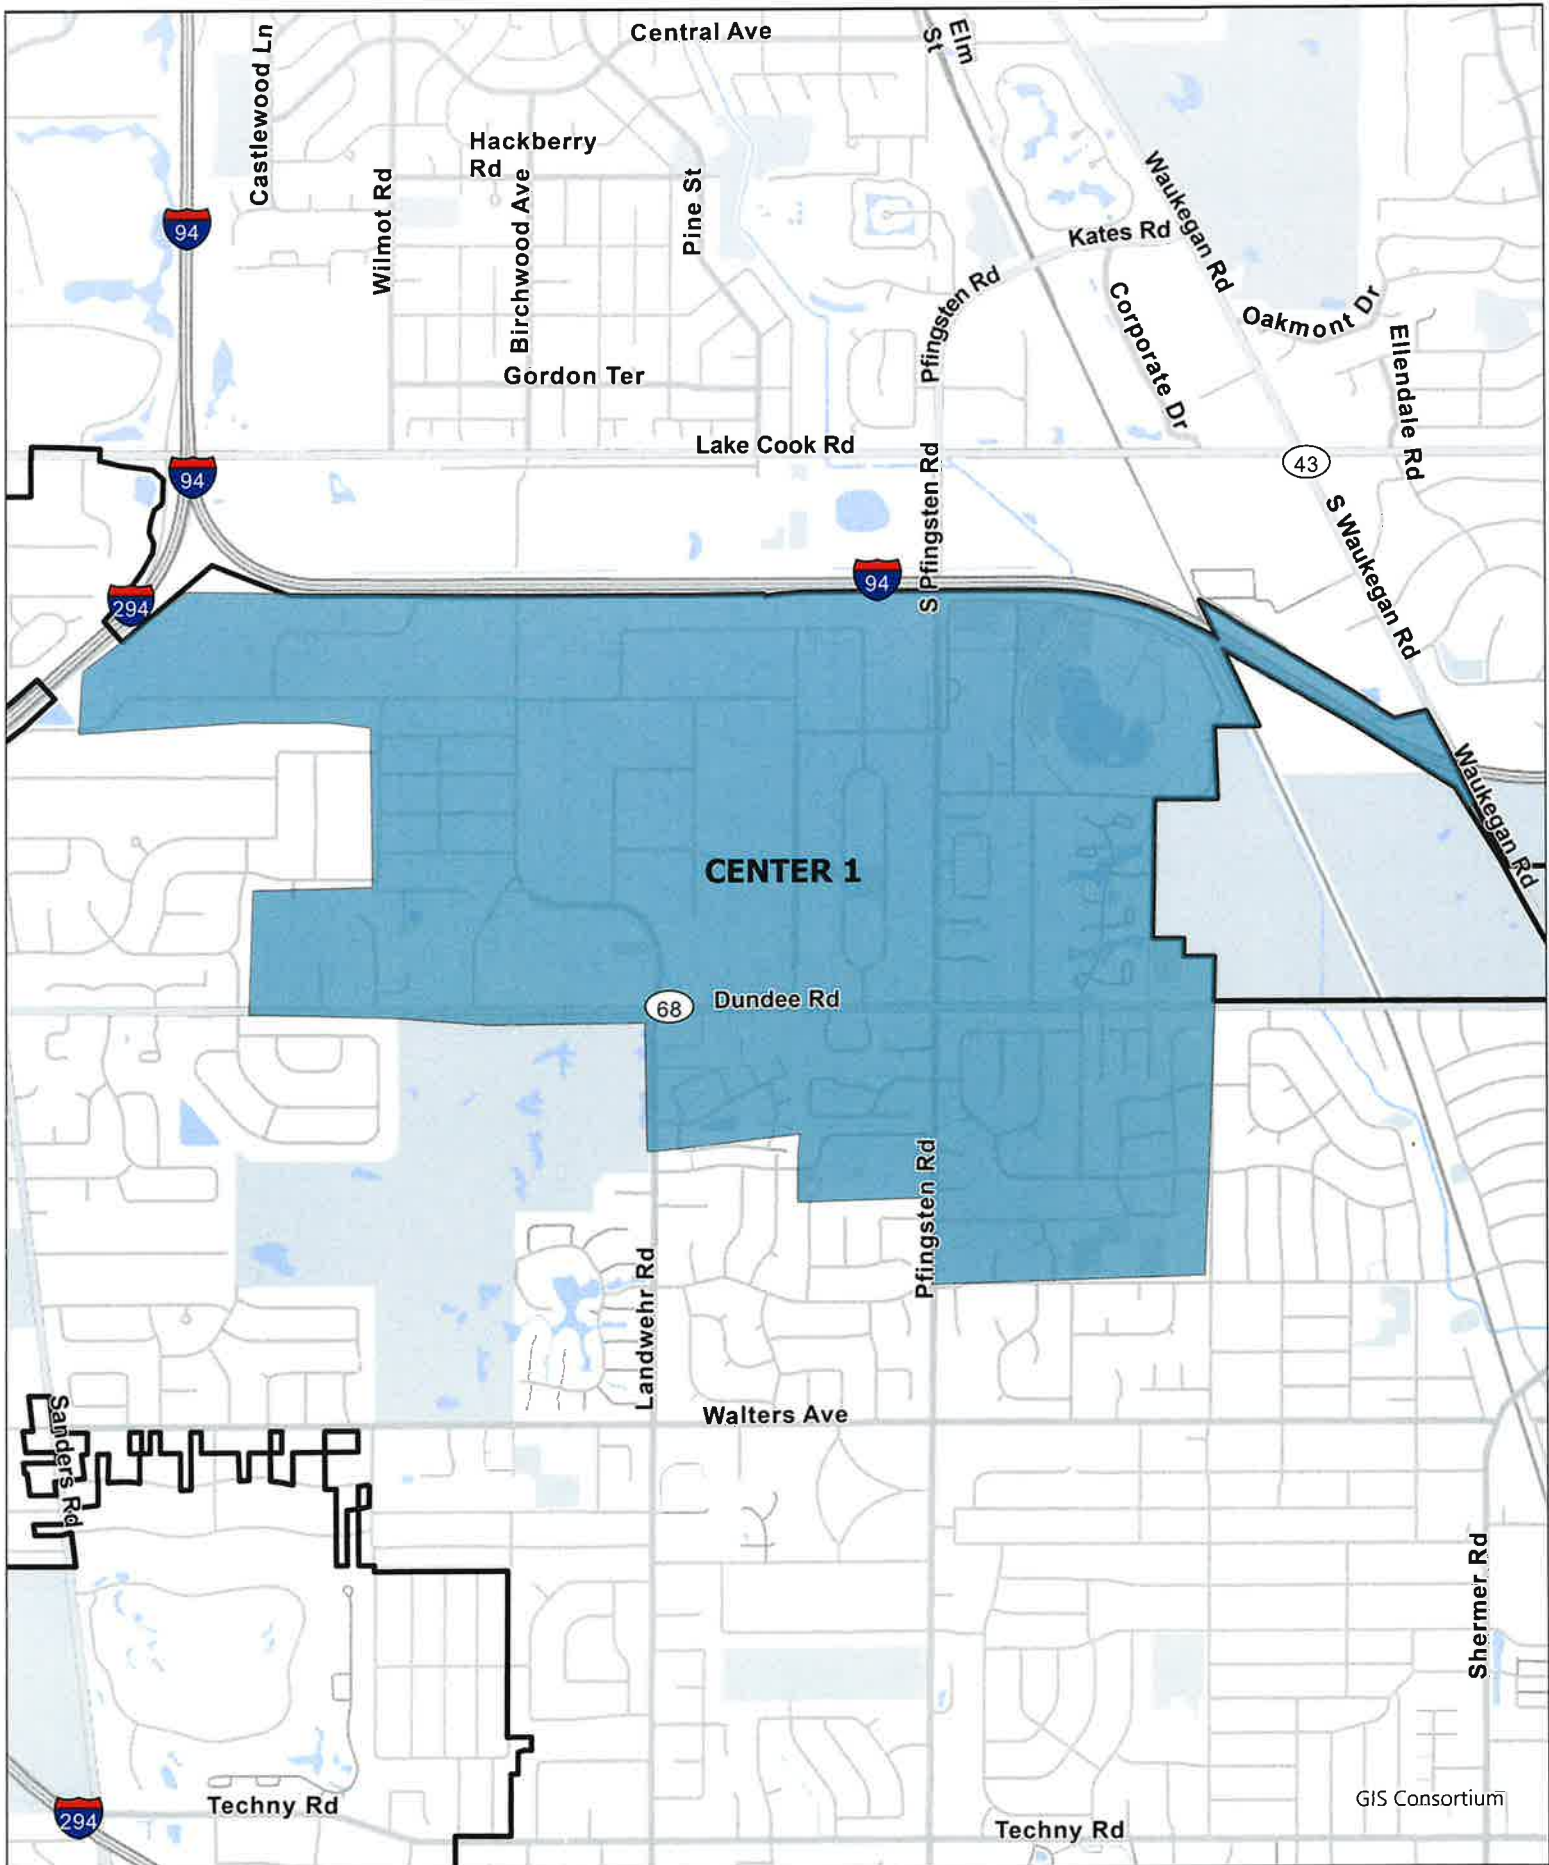 Central Ave
Elm
St
Castlewood Ln
Hackberry
Rd
Wilmot Rd
Birchwood Ave
Pine St
Waukegan Rd
94
Kates Rd
Pfingsten Rd
Corporate Dr
Oakmont Dr
Ellendale Rd
Gordon Ter
Lake Cook Rd
43
94
S Pfingsten Rd
S Waukegan Rd
94
294
Waukegan Rd
CENTER 1
68
Dundee Rd
Pfingsten Rd
Landwehr Rd
Walters Ave
Sanders Rd
Shermer Rd
GIS Consortium
Techny Rd
294
Techny Rd